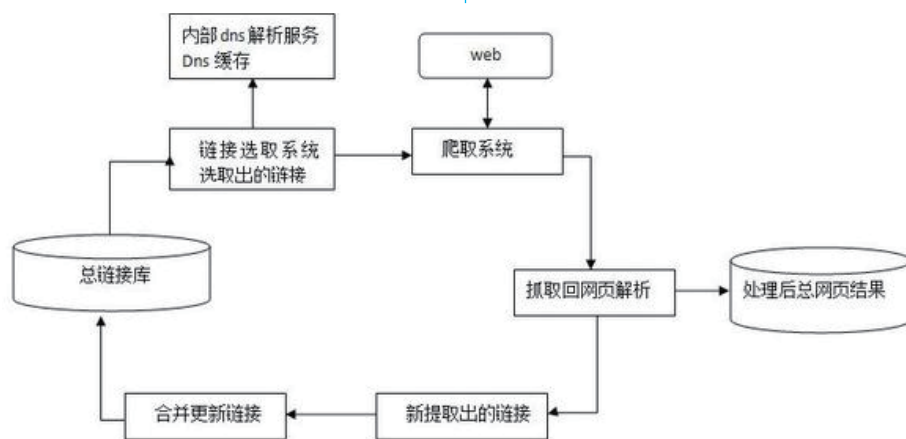 内部 dns 解析服务
Dns 缓存
web
链接选取系统
选取出的链接
爬取系统
总链接库
抓取回网页解析
处理后总网页结果
合并更新链接
新提取出的链接